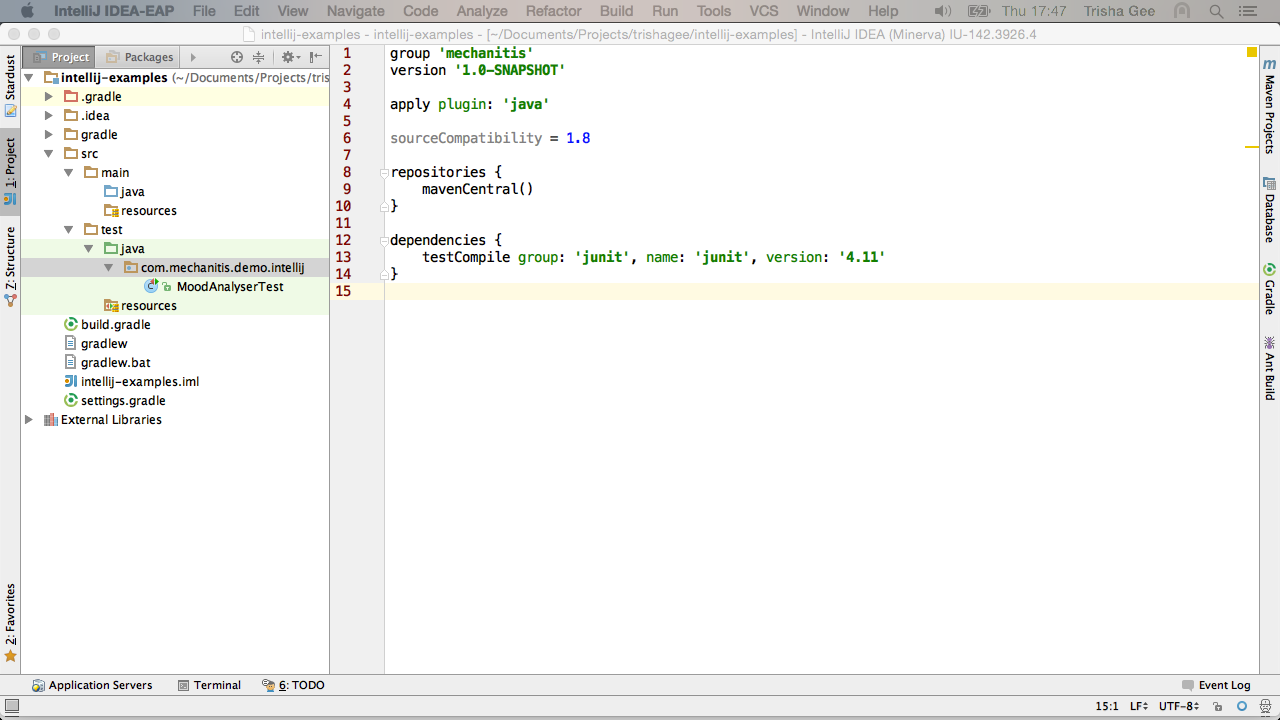 IntelliJ IDEA-EAP File Edit View Navigate Code Analyze Refactor Build Run Tools VCS Window Help Thu 17:47 Trisha Gee
intellij-examples - intellij-examples - [~/Documents/Projects/trishagee/intellij-examples] - IntelliJ IDEA (Minerva) IU-142.3926.4
Project Packages
intellij-examples (~/Documents/Projects/tris
.gradle
.idea
gradle
src
main
java
resources
test
java
com.mechanitis.demo.intellij
MoodAnalyserTest
resources
build.gradle
gradlew
gradlew.bat
intellij-examples.iml
settings.gradle
External Libraries
Stardust
1: Project
Z: Structure
2: Favorites
1 group 'mechanitis'
2 version '1.0-SNAPSHOT'
3
4 apply plugin: 'java'
5
6 sourceCompatibility = 1.8
7
8 repositories {
9 mavenCentral()
10 }
11
12 dependencies {
13 testCompile group: 'junit', name: 'junit', version: '4.11'
14 }
15
m Maven Projects
Database
Gradle
Ant Build
Application Servers Terminal 6: TODO Event Log
15:1 LF UTF-8